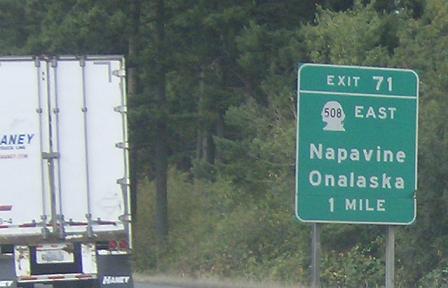 EXIT 71
508 EAST
Napavine
Onalaska
1 MILE
ANEY
HANEY